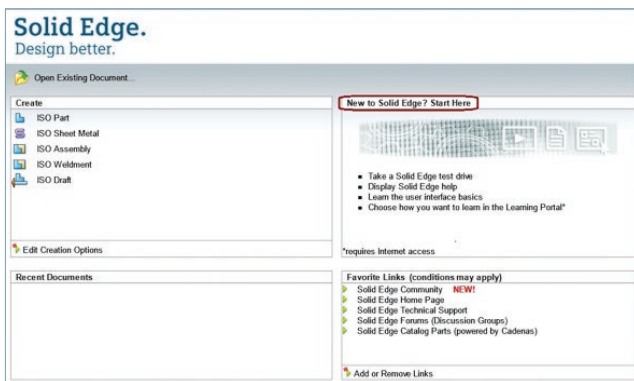 Solid Edge.
Design better.
Open Existing Document...
Create
ISO Part
ISO Sheet Metal
ISO Assembly
ISO Weldment
ISO Draft
Edit Creation Options
New to Solid Edge? Start Here
Take a Solid Edge test drive
Display Solid Edge help
Learn the user interface basics
Choose how you want to learn in the Learning Portal*
*requires Internet access
Recent Documents
Favorite Links (conditions may apply)
Solid Edge Community NEW!
Solid Edge Home Page
Solid Edge Technical Support
Solid Edge Forums (Discussion Groups)
Solid Edge Catalog Parts (powered by Cadenas)
Add or Remove Links